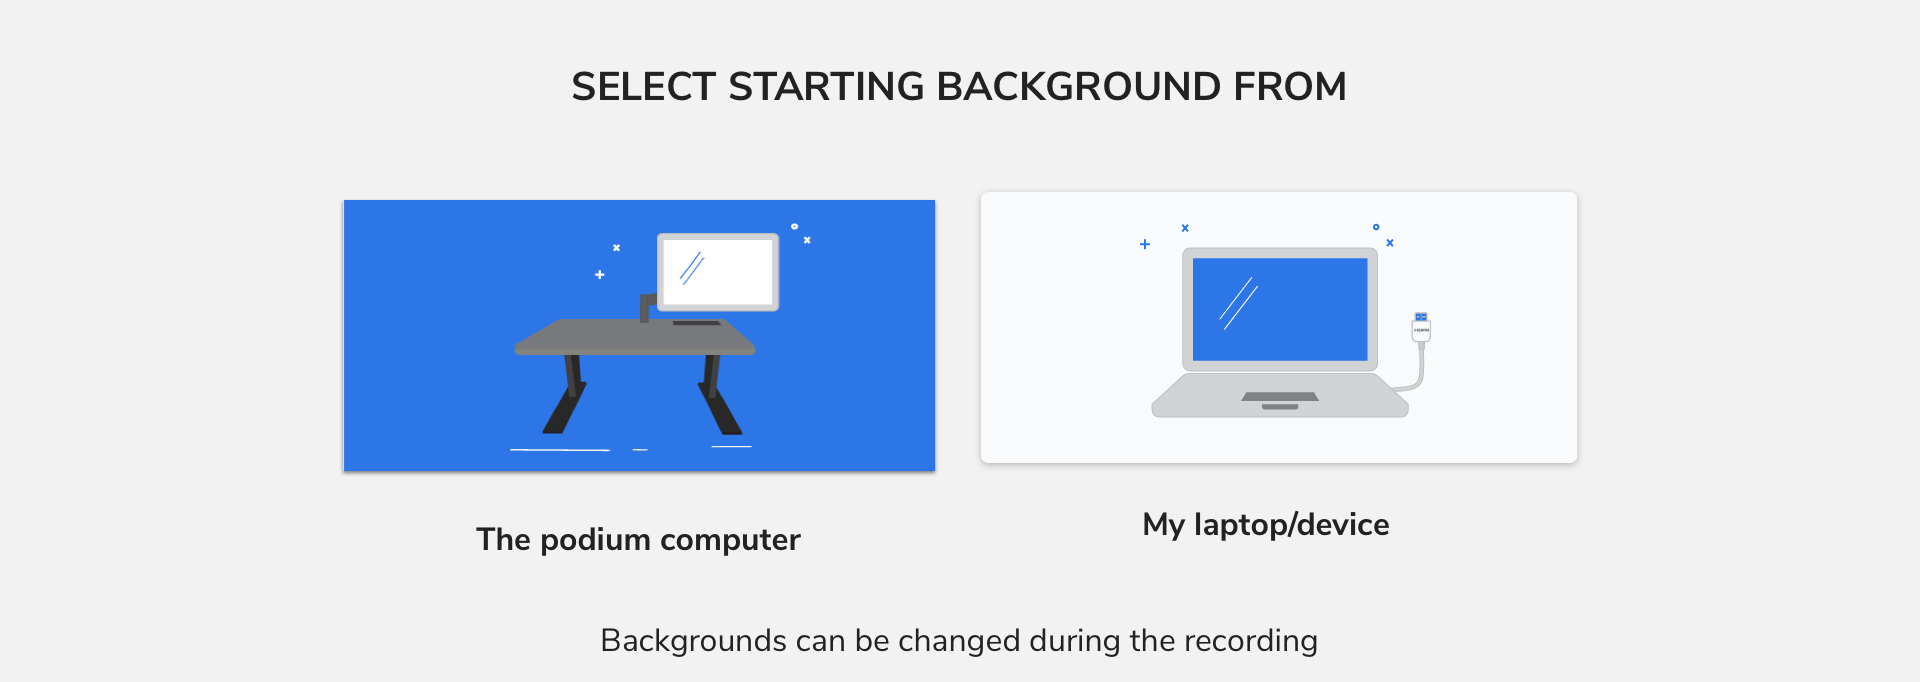 SELECT STARTING BACKGROUND FROM
The podium computer
My laptop/device
Backgrounds can be changed during the recording